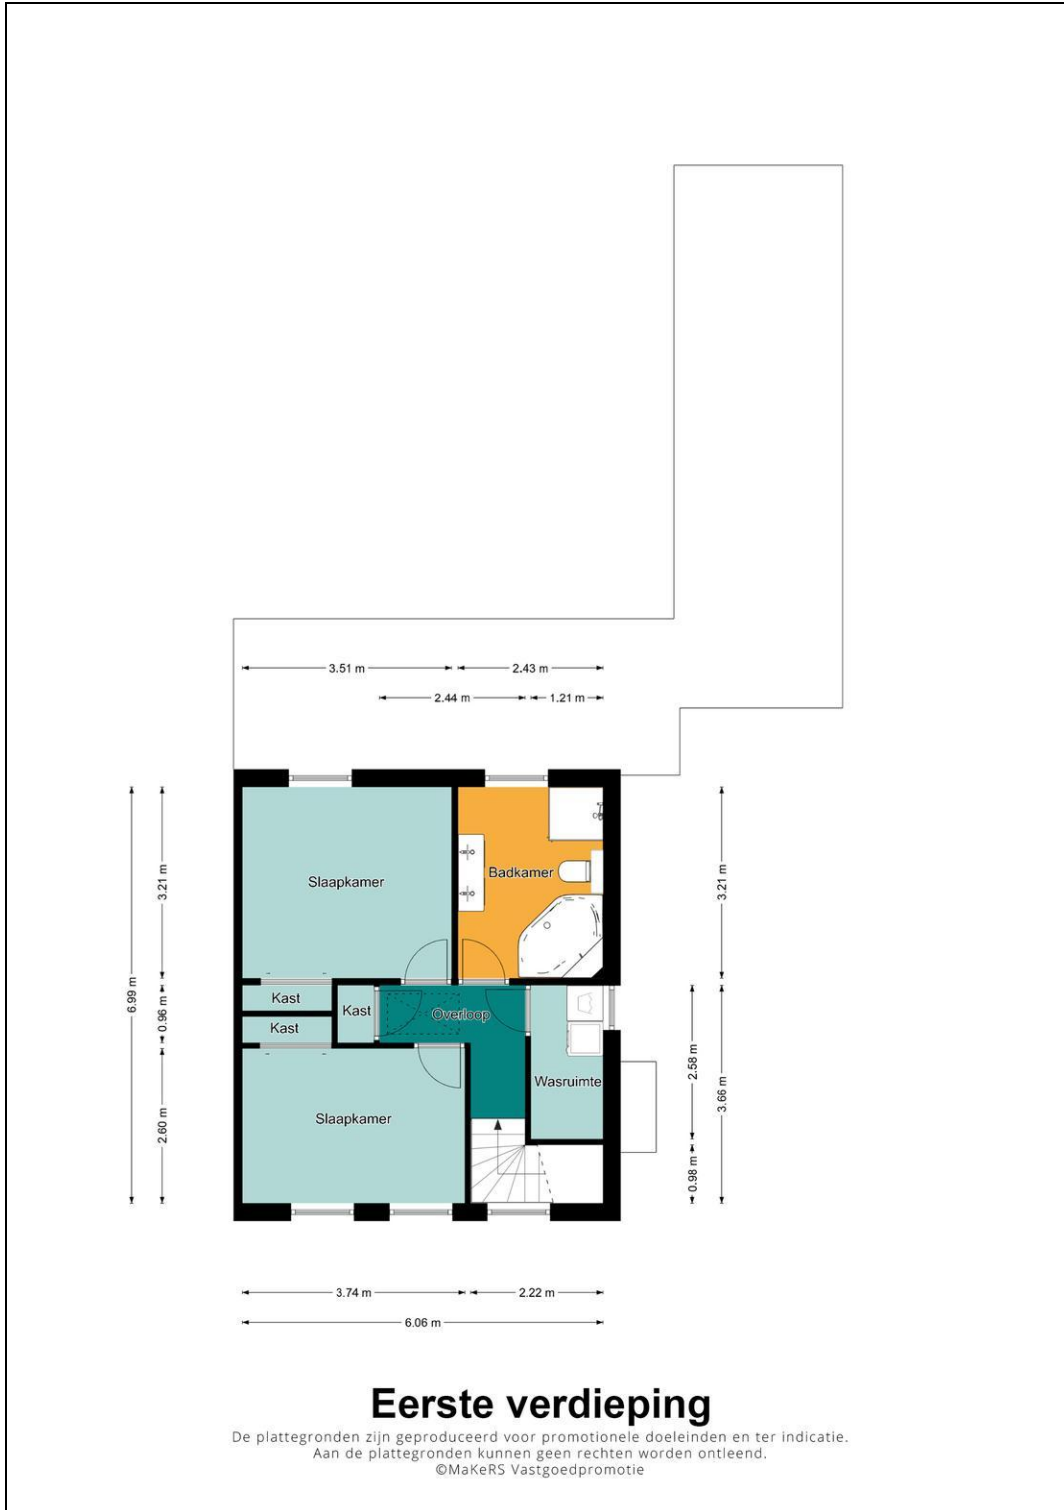 3.51 m
2.43 m
2.44 m
1.21 m
6.99 m
3.21 m
0.96 m
2.60 m
3.21 m
2.58 m
3.66 m
0.98 m
Slaapkamer
Badkamer
Kast
Kast
Kast
Overloop
Wasruimte
Slaapkamer
3.74 m
2.22 m
6.06 m
Eerste verdieping
De plattegronden zijn geproduceerd voor promotionele doeleinden en ter indicatie.
Aan de plattegronden kunnen geen rechten worden ontleend.
©MaKeRS Vastgoedpromotie